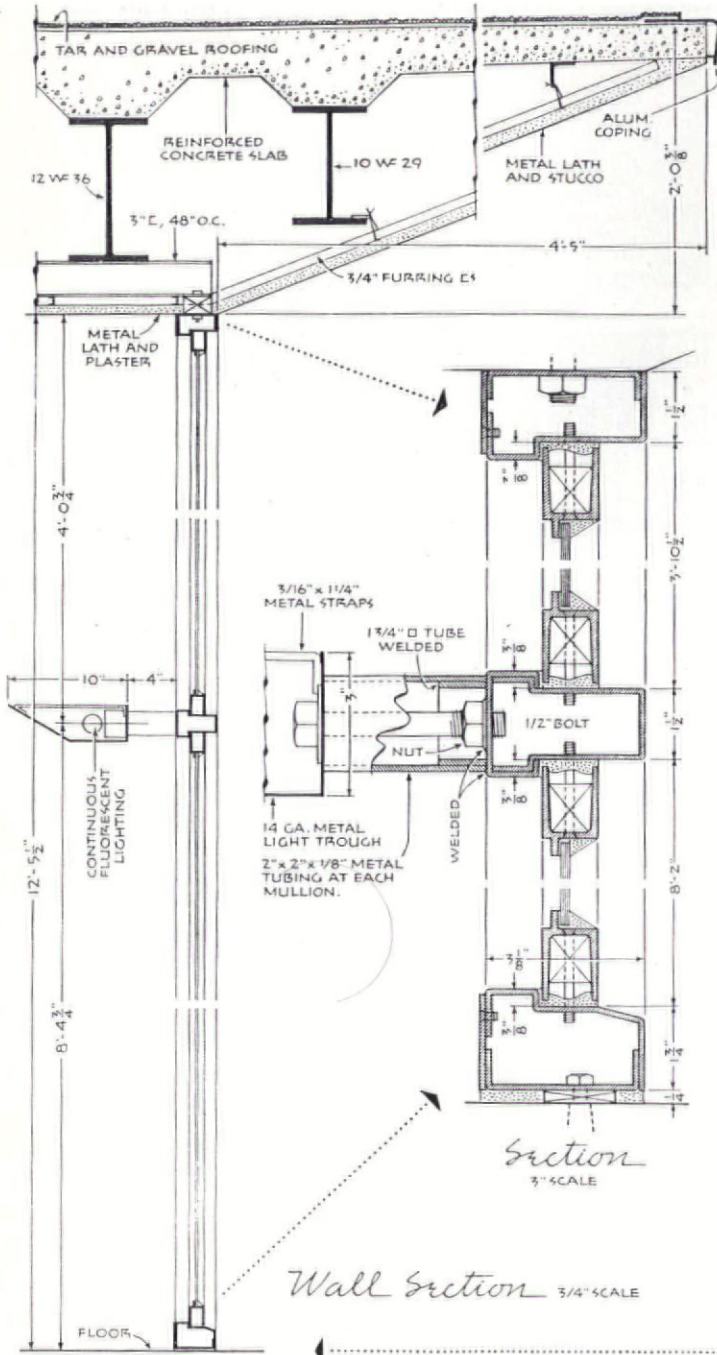 TAR AND GRAVEL ROOFING
REINFORCED
CONCRETE SLAB
ALUM.
COPING
12 WF 36
10 WF 29
METAL LATH
AND STUCCO
2'-0 3/8"
3" [, 48" O.C.
4'-5"
3/4" FURRING [S
METAL
LATH AND
PLASTER
1 1/2"
3/8"
4'-0 3/4"
3'-10 1/2"
3/16" x 1 1/4"
METAL STRAPS
1 3/4" □ TUBE
WELDED
3/8"
10"
4"
3"
1/2" BOLT
1 1/2"
NUT
3/8"
CONTINUOUS
FLUORESCENT
LIGHTING
WELDED
14 GA. METAL
LIGHT TROUGH
2" x 2" x 1/8" METAL
TUBING AT EACH
MULLION.
12'-5 1/2"
8'-2"
3 1/8"
8'-4 3/4"
3/8"
1 3/4"
1/4"
Section
3" SCALE
Wall Section 3/4" SCALE
FLOOR